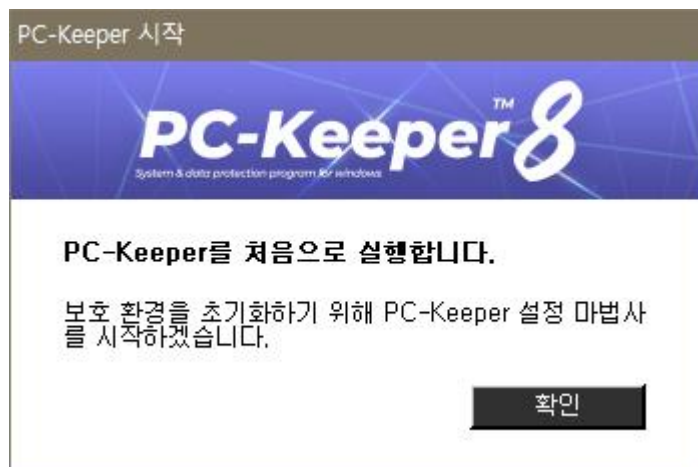 PC-Keeper 시작
PC-Keeper™ 8
System & data protection program for windows
PC-Keeper를 처음으로 실행합니다.
보호 환경을 초기화하기 위해 PC-Keeper 설정 마법사
를 시작하겠습니다.
확인